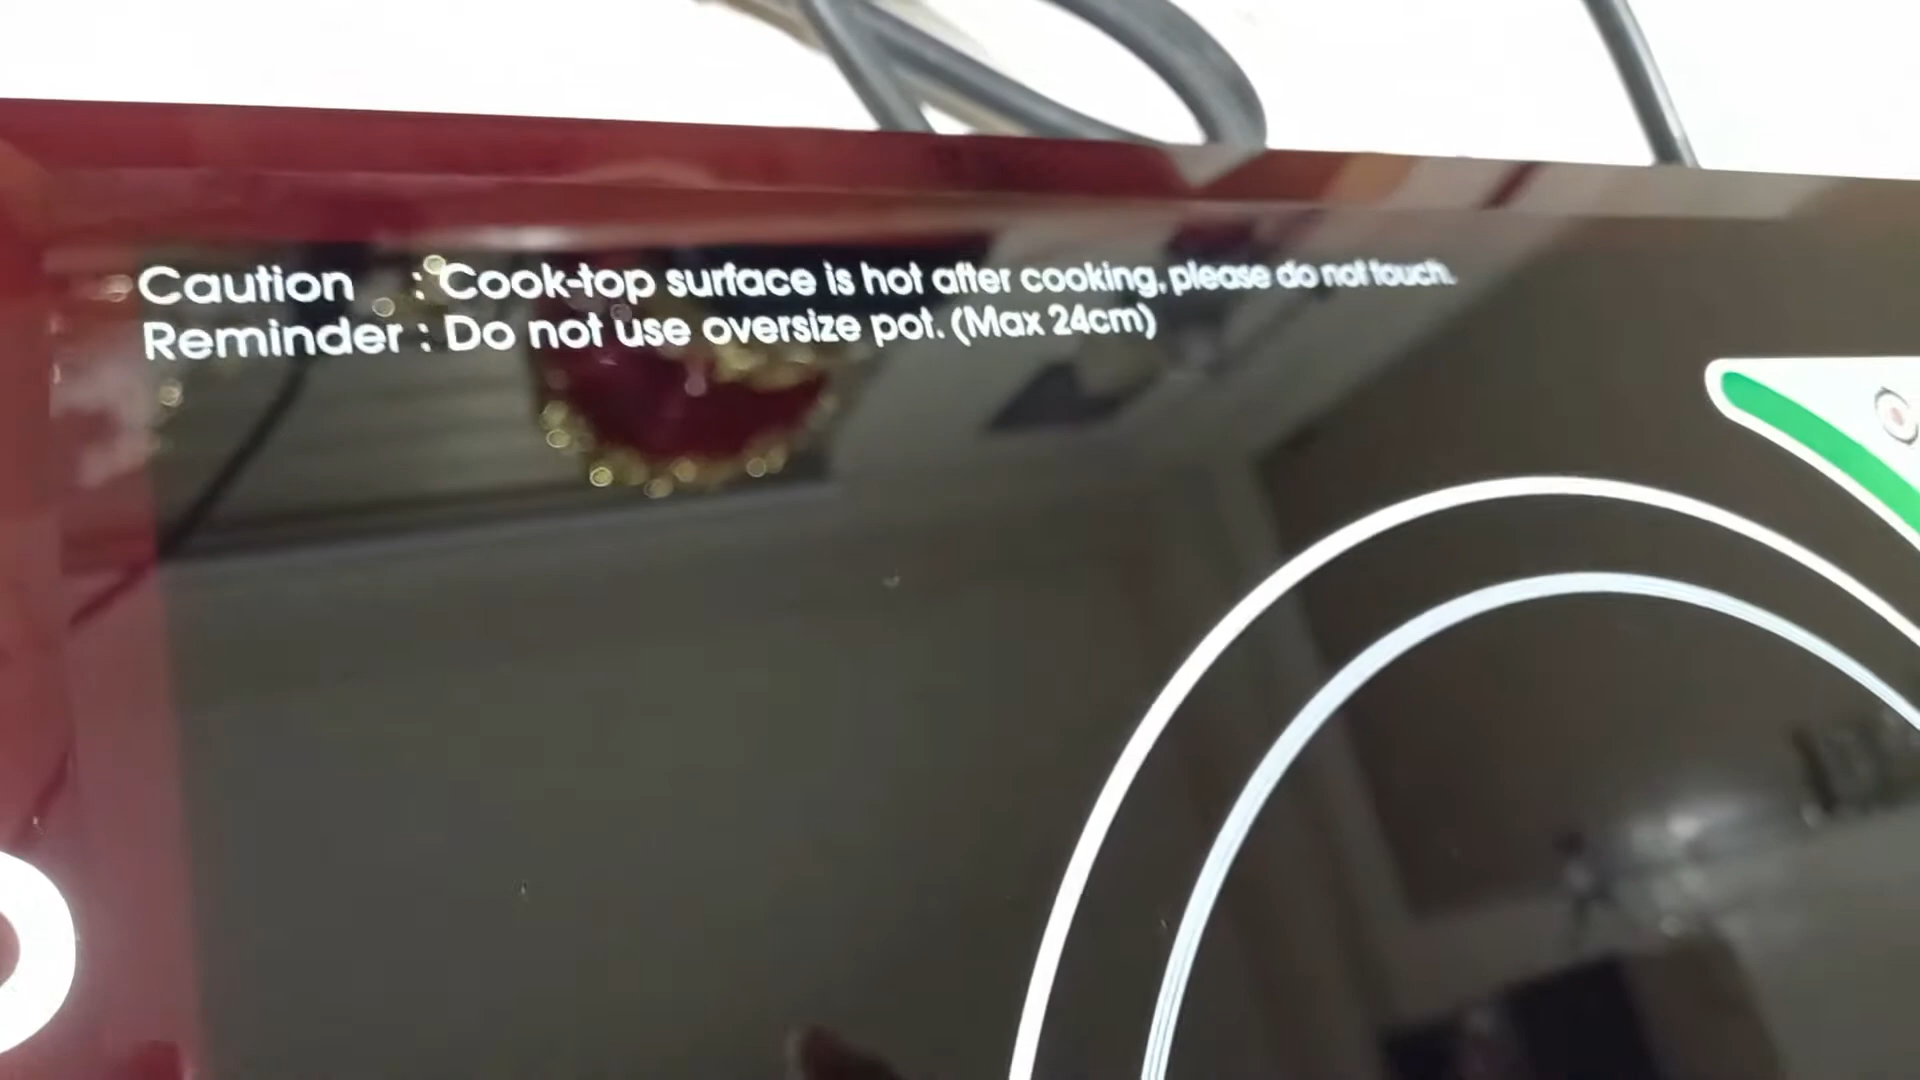 Caution : Cook-top surface is hot after cooking, please do not touch.
Reminder : Do not use oversize pot. (Max 24cm)